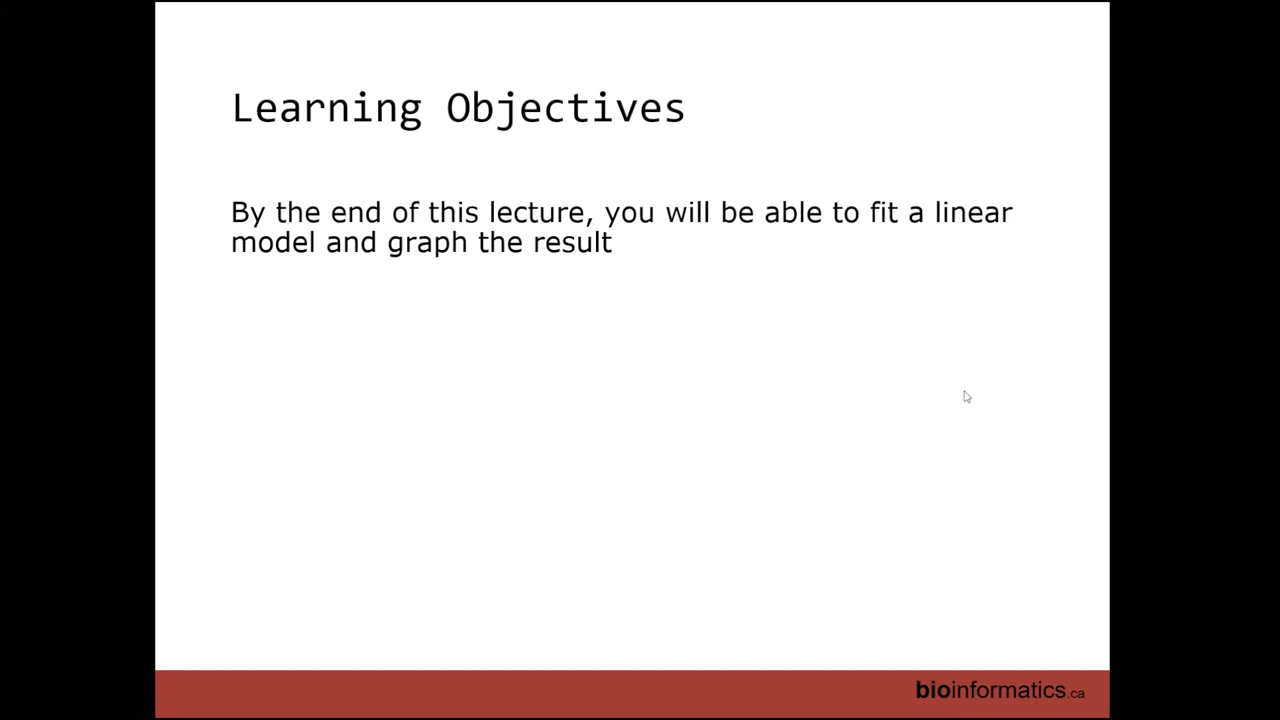 Learning Objectives
By the end of this lecture, you will be able to fit a linear
model and graph the result
bioinformatics.ca